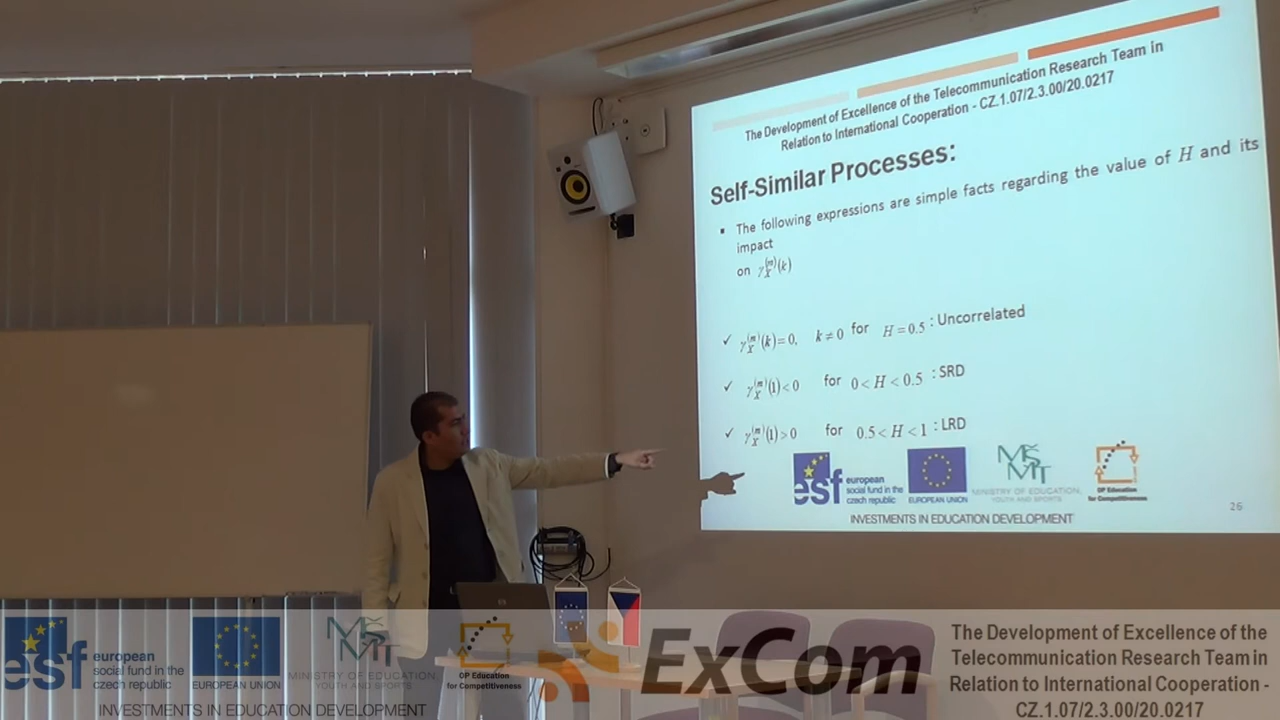 The Development of Excellence of the Telecommunication Research Team in
Relation to International Cooperation - CZ.1.07/2.3.00/20.0217
Self-Similar Processes:
▪ The following expressions are simple facts regarding the value of H and its
impact
on γ_X^(m)(k)
✓ γ_X^(m)(k)=0, k≠0 for H=0.5 : Uncorrelated
✓ γ_X^(m)(1)<0 for 0<H<0.5 : SRD
✓ γ_X^(m)(1)>0 for 0.5<H<1 : LRD
esf
european
social fund in the
czech republic
EUROPEAN UNION
MŠMT
MINISTRY OF EDUCATION,
YOUTH AND SPORTS
OP Education
for Competitiveness
INVESTMENTS IN EDUCATION DEVELOPMENT
26
esf
european
social fund in the
czech republic
EUROPEAN UNION
MŠMT
MINISTRY OF EDUCATION,
YOUTH AND SPORTS
OP Education
for Competitiveness
INVESTMENTS IN EDUCATION DEVELOPMENT
ExCom
The Development of Excellence of the
Telecommunication Research Team in
Relation to International Cooperation -
CZ.1.07/2.3.00/20.0217